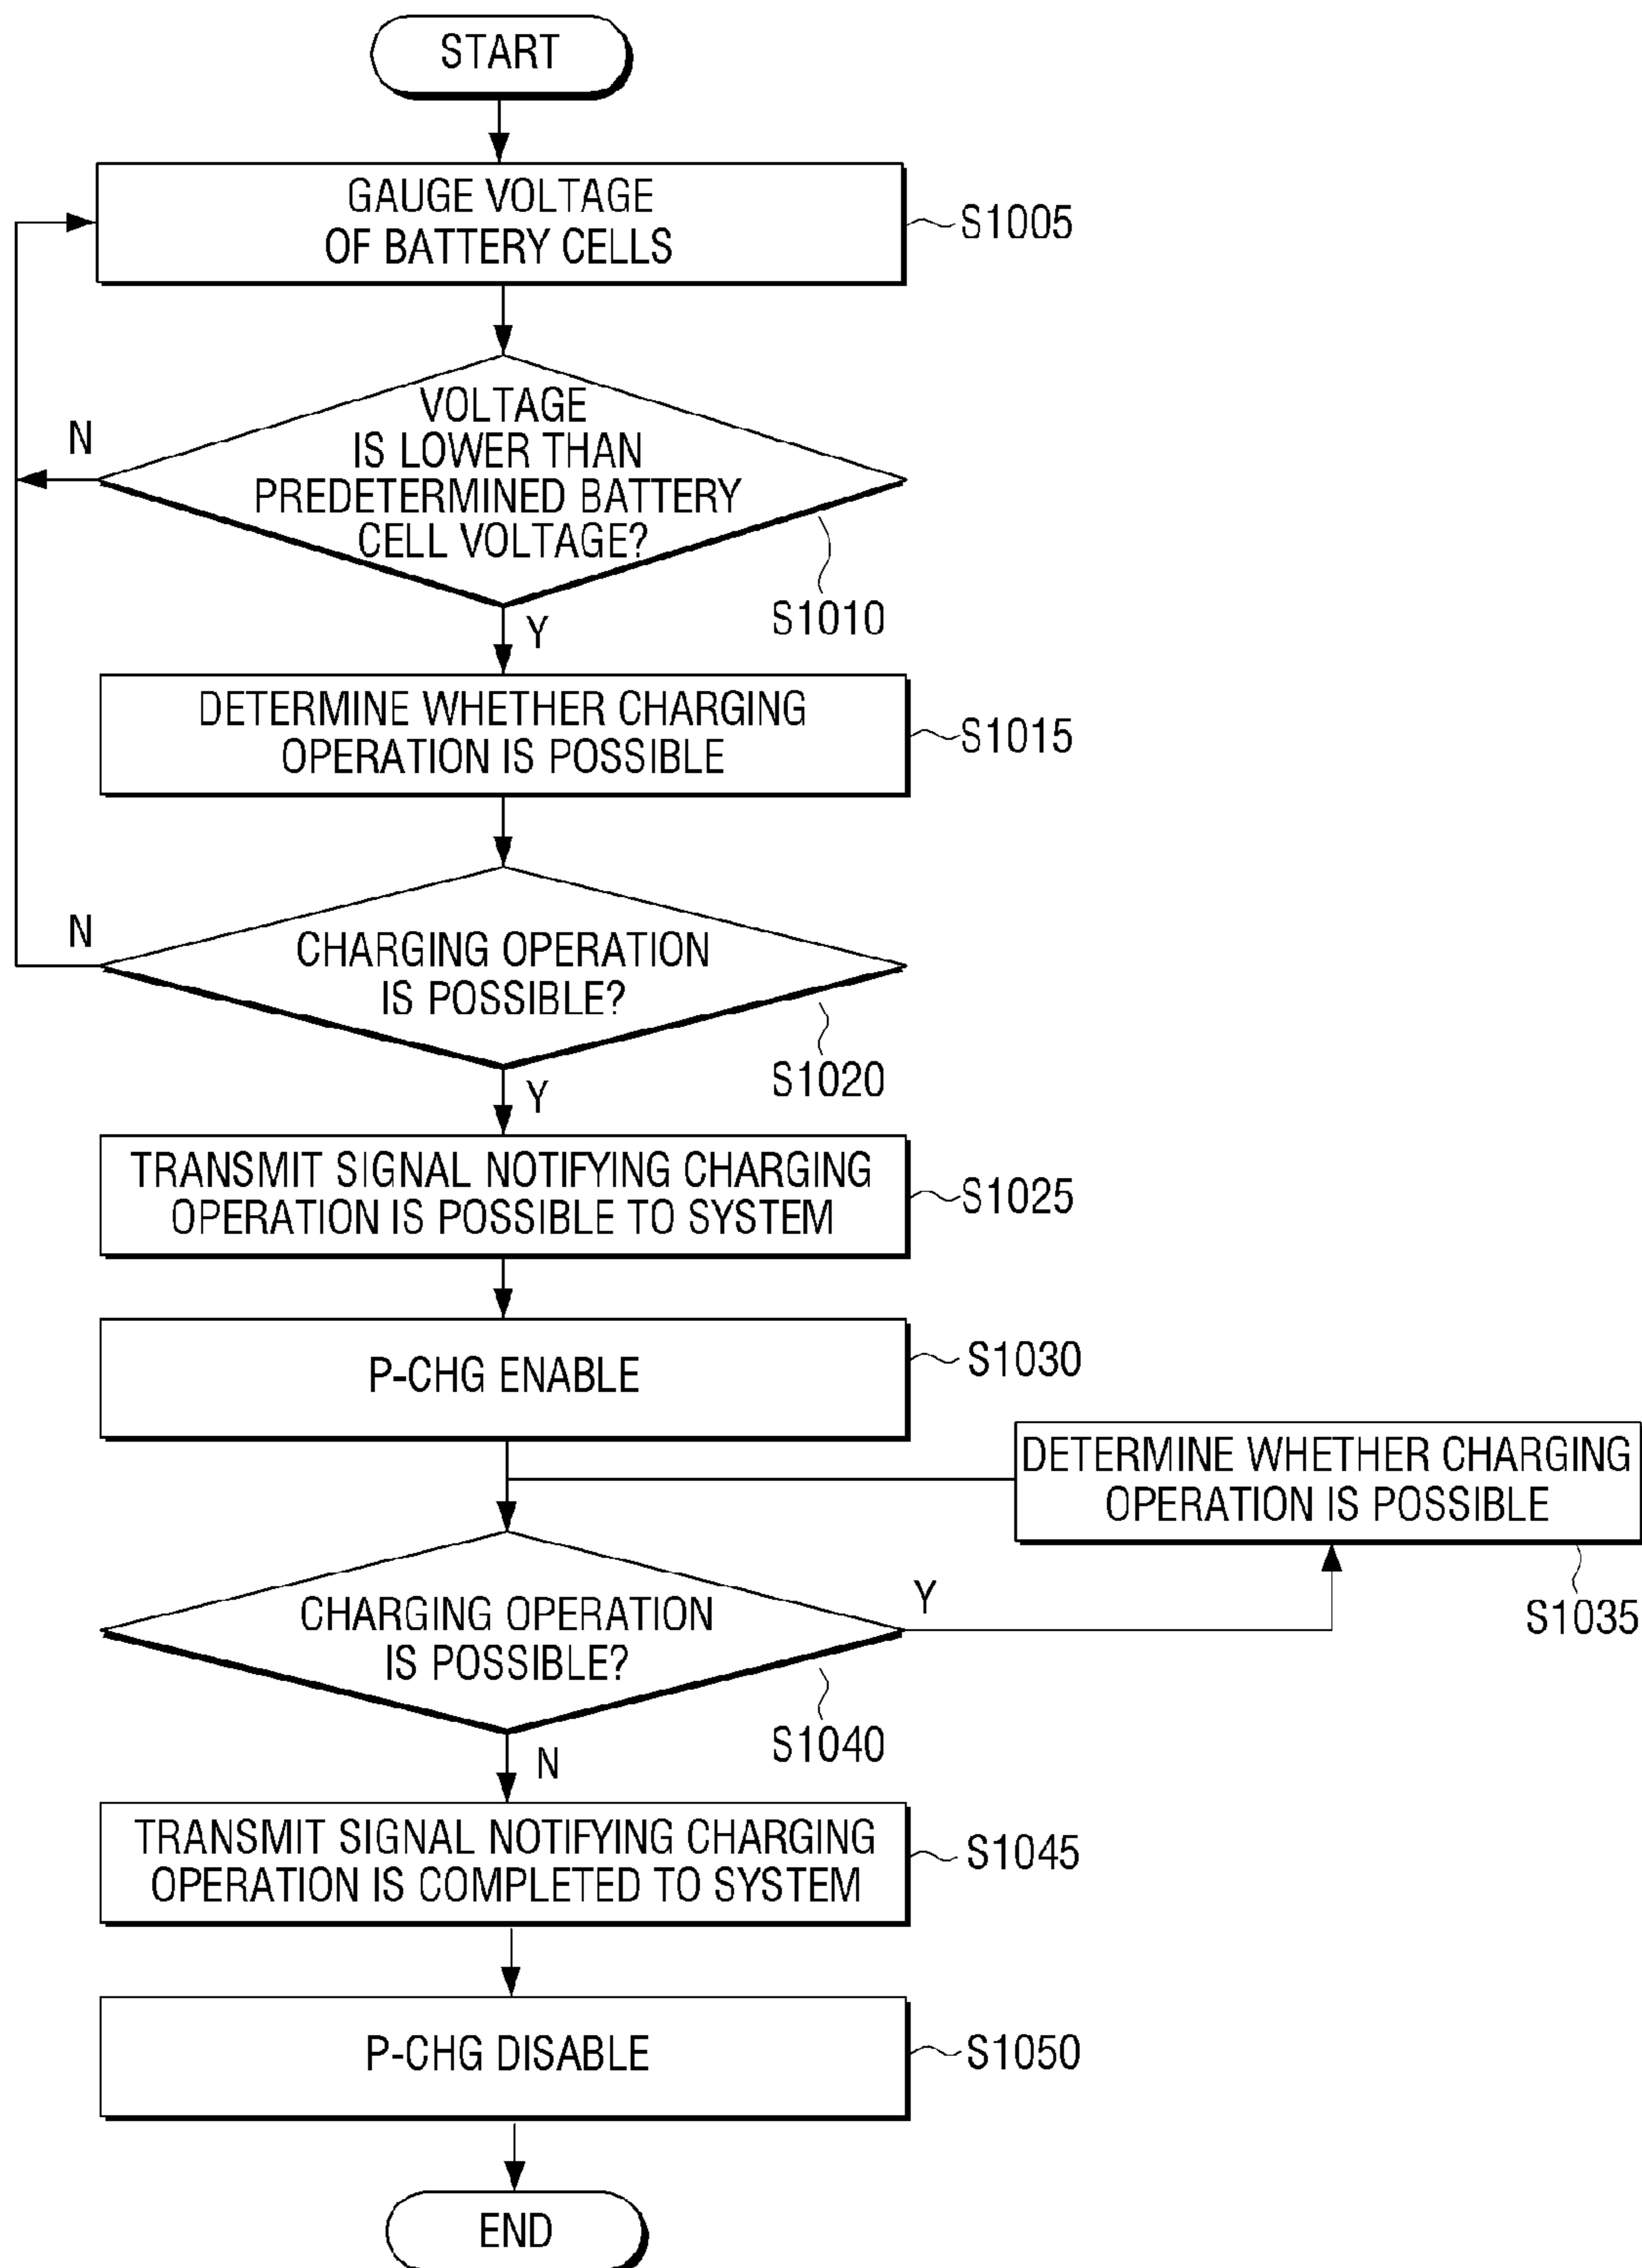 START
GAUGE VOLTAGE
OF BATTERY CELLS
S1005
VOLTAGE
IS LOWER THAN
PREDETERMINED BATTERY
CELL VOLTAGE?
N
S1010
Y
DETERMINE WHETHER CHARGING
OPERATION IS POSSIBLE
S1015
N
CHARGING OPERATION
IS POSSIBLE?
S1020
Y
TRANSMIT SIGNAL NOTIFYING CHARGING
OPERATION IS POSSIBLE TO SYSTEM
S1025
P-CHG ENABLE
S1030
DETERMINE WHETHER CHARGING
OPERATION IS POSSIBLE
S1035
CHARGING OPERATION
IS POSSIBLE?
Y
S1040
N
TRANSMIT SIGNAL NOTIFYING CHARGING
OPERATION IS COMPLETED TO SYSTEM
S1045
P-CHG DISABLE
S1050
END